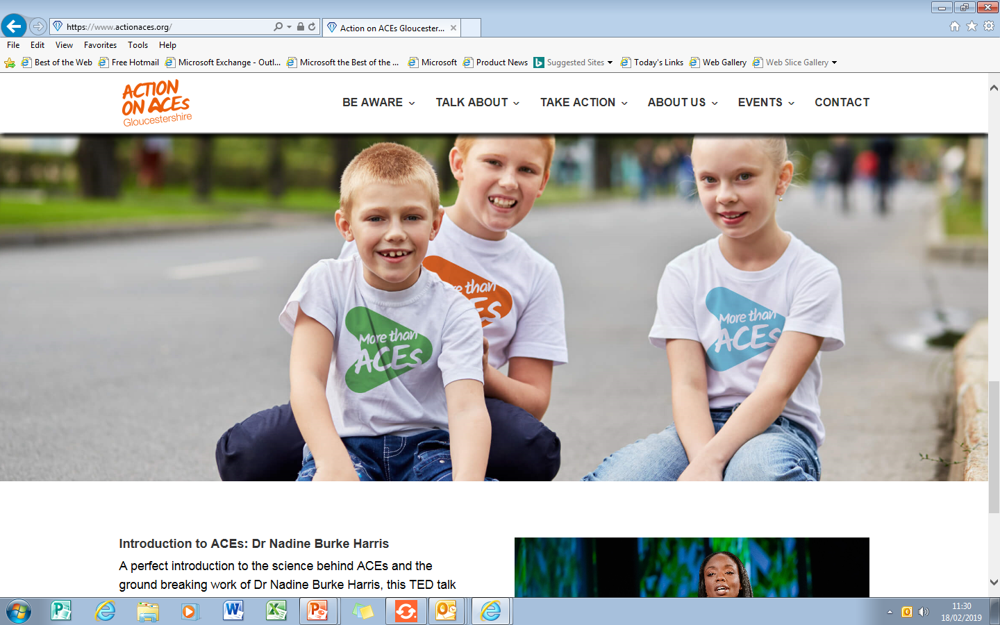 https://www.actionaces.org/
Action on ACEs Gloucester...
File Edit View Favorites Tools Help
Best of the Web Free Hotmail Microsoft Exchange - Outl... Microsoft the Best of the ... Microsoft Product News Suggested Sites Today's Links Web Gallery Web Slice Gallery
ACTION
ON ACEs
Gloucestershire
BE AWARE TALK ABOUT TAKE ACTION ABOUT US EVENTS CONTACT
More than
ACEs
than
More than
ACEs
Introduction to ACEs: Dr Nadine Burke Harris
A perfect introduction to the science behind ACEs and the
ground breaking work of Dr Nadine Burke Harris, this TED talk
11:30
18/02/2019